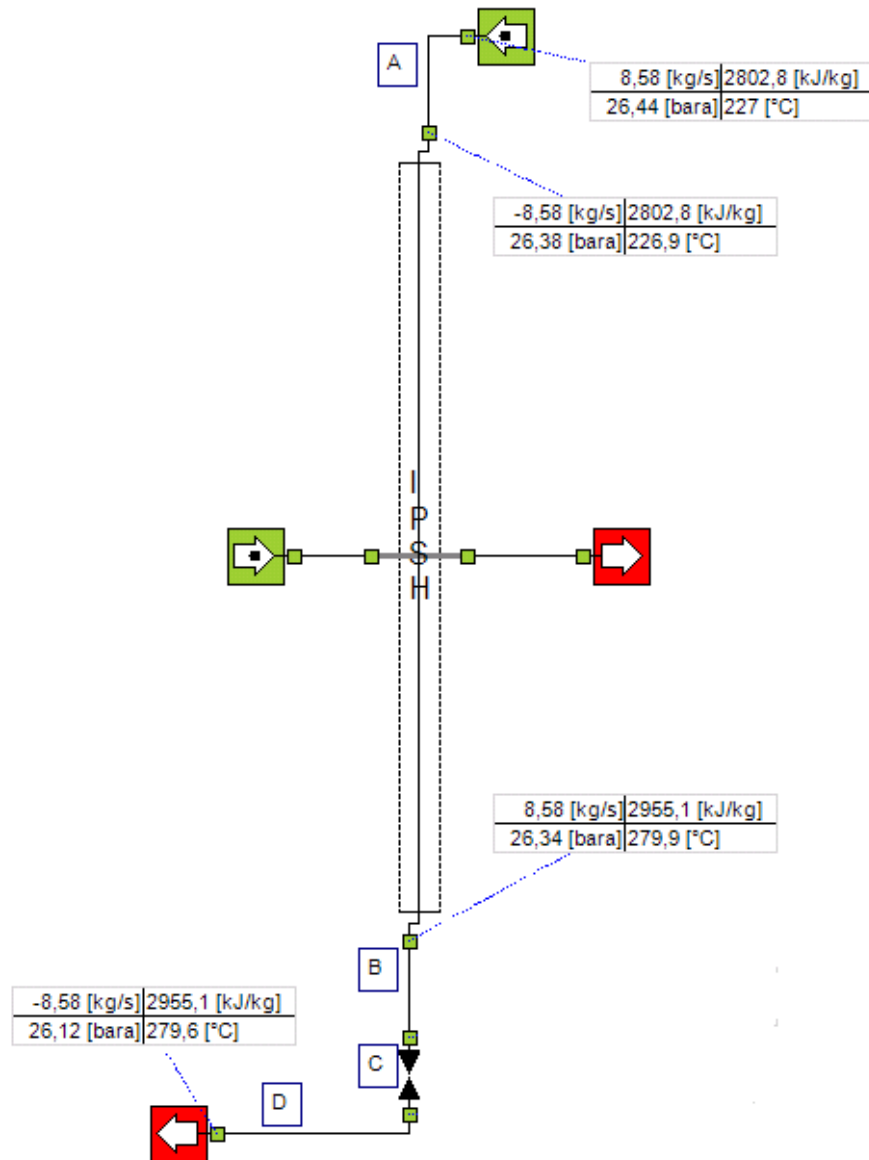 A
8,58 [kg/s] 2802,8 [kJ/kg]
26,44 [bara] 227 [°C]
-8,58 [kg/s] 2802,8 [kJ/kg]
26,38 [bara] 226,9 [°C]
I
P
S
H
8,58 [kg/s] 2955,1 [kJ/kg]
26,34 [bara] 279,9 [°C]
B
-8,58 [kg/s] 2955,1 [kJ/kg]
26,12 [bara] 279,6 [°C]
C
D